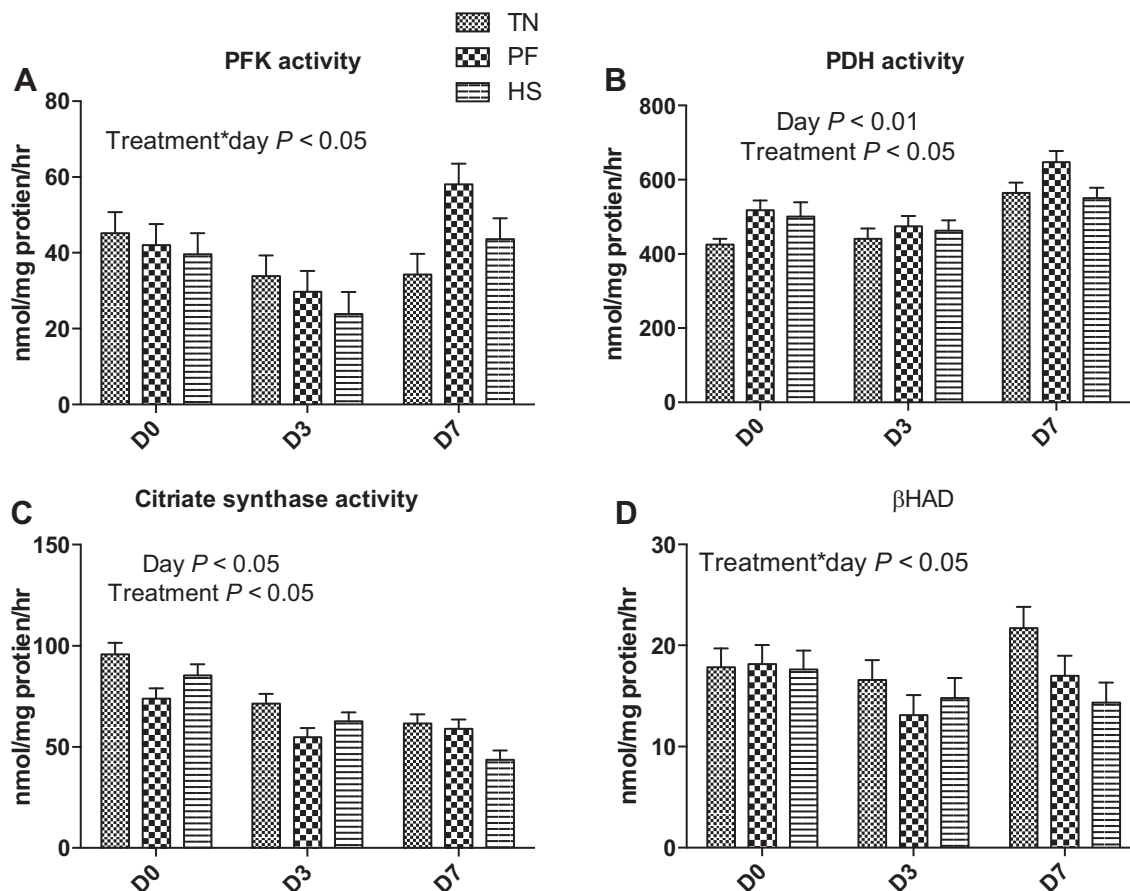 TN
PF
HS
A
PFK activity
Treatment*day P < 0.05
nmol/mg protien/hr
80
60
40
20
0
D0
D3
D7
B
PDH activity
Day P < 0.01
Treatment P < 0.05
nmol/mg protien/hr
800
600
400
200
0
D0
D3
D7
C
Citriate synthase activity
Day P < 0.05
Treatment P < 0.05
nmol/mg protien/hr
150
100
50
0
D0
D3
D7
D
βHAD
Treatment*day P < 0.05
nmol/mg protien/hr
30
20
10
0
D0
D3
D7